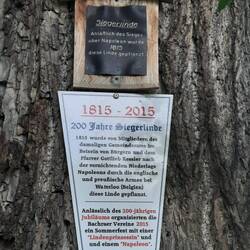 Siegerlinde
Anläßlich des Sieges
über Napoleon wurde
1815
diese Linde gepflanzt.
1815 - 2015
200 Jahre Siegerlinde
1815 wurde von Mitgliedern des
damaligen Gemeinderates im
Beisein von Bürgern und dem
Pfarrer Gottlieb Kessler nach
der vernichtenden Niederlage
Napoleons durch die englische
und preußische Armee bei
Waterloo (Belgien)
diese Linde gepflanzt.
Anlässlich des 200-jährigen
Jubiläums organisierten die
Bachraer Vereine 2015
ein Sommerfest mit einer
"Lindenprinzessin" und
und einem "Napoleon".